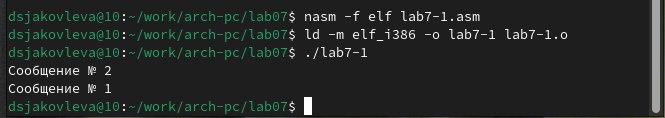 dsjakovleva@10:~/work/arch-pc/lab07$ nasm -f elf lab7-1.asm
dsjakovleva@10:~/work/arch-pc/lab07$ ld -m elf_i386 -o lab7-1 lab7-1.o
dsjakovleva@10:~/work/arch-pc/lab07$ ./lab7-1
Сообщение № 2
Сообщение № 1
dsjakovleva@10:~/work/arch-pc/lab07$